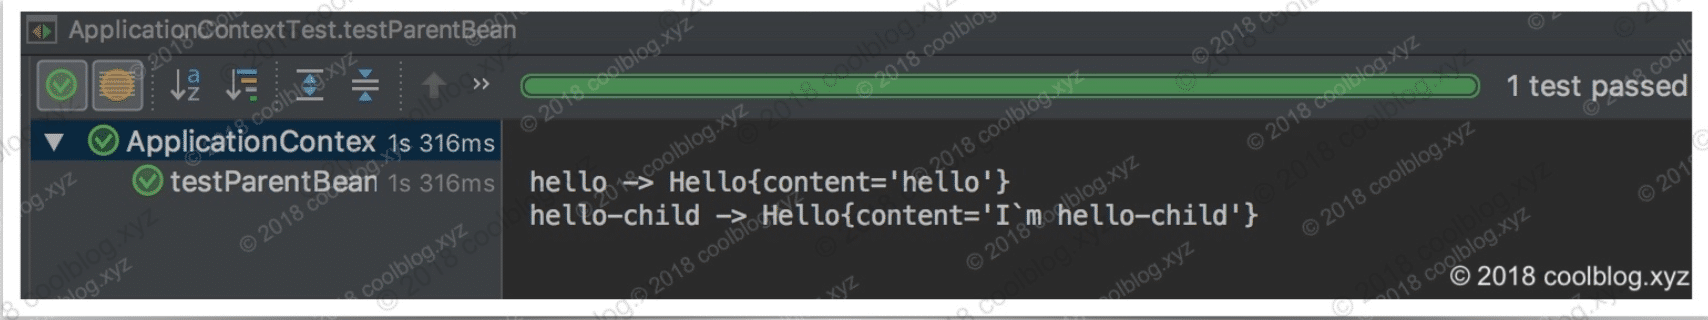 ApplicationContextTest.testParentBean
1 test passed
ApplicationContex 1s 316ms
testParentBean 1s 316ms
hello -> Hello{content='hello'}
hello-child -> Hello{content='I`m hello-child'}
© 2018 coolblog.xyz